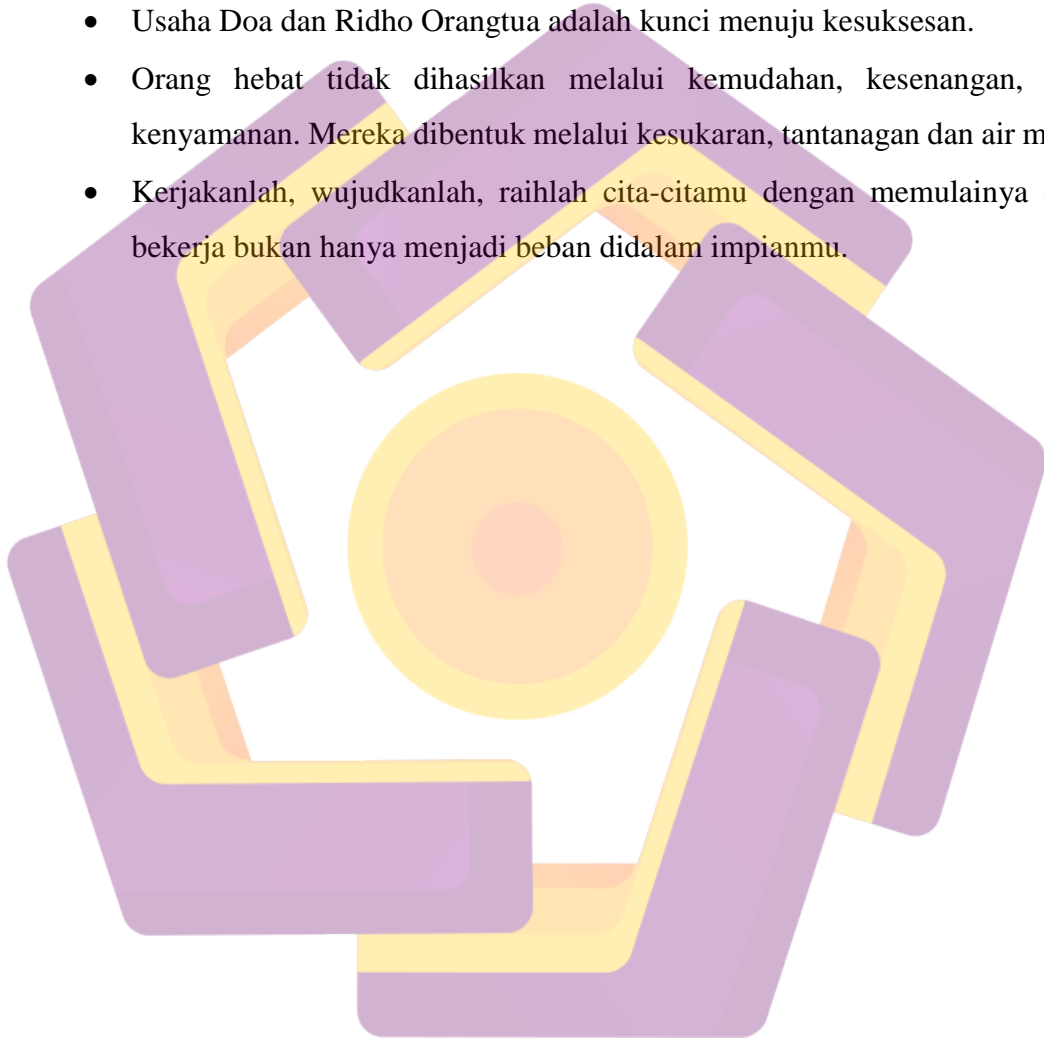 • Usaha Doa dan Ridho Orangtua adalah kunci menuju kesuksesan.
• Orang hebat tidak dihasilkan melalui kemudahan, kesenangan,
kenyamanan. Mereka dibentuk melalui kesukaran, tantanagan dan air
• Kerjakanlah, wujudkanlah, raihlah cita-citamu dengan memulainya
bekerja bukan hanya menjadi beban didalam impianmu.